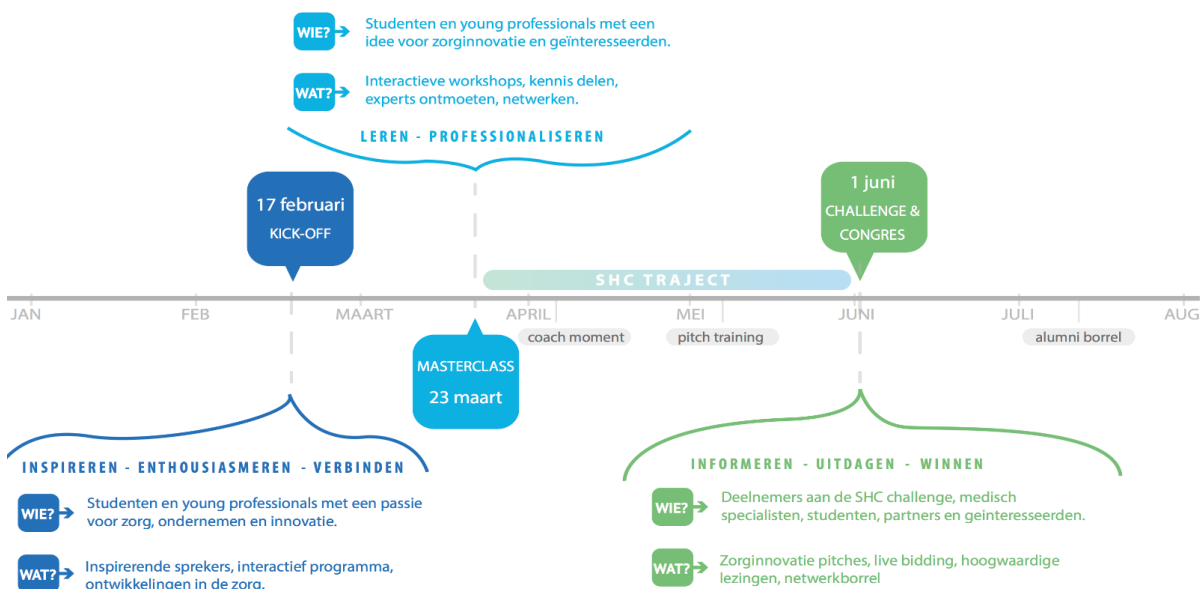 WIE?
Studenten en young professionals met een
idee voor zorginnovatie en geïnteresseerden.
WAT?
Interactieve workshops, kennis delen,
experts ontmoeten, netwerken.
LEREN - PROFESSIONALISEREN
17 februari
KICK-OFF
1 juni
CHALLENGE &
CONGRES
SHC TRAJECT
JAN FEB MAART APRIL MEI JUNI JULI AUG
coach moment
pitch training
alumni borrel
MASTERCLASS
23 maart
INSPIREREN - ENTHOUSIASMEREN - VERBINDEN
WIE?
Studenten en young professionals met een passie
voor zorg, ondernemen en innovatie.
WAT?
Inspirerende sprekers, interactief programma,
ontwikkelingen in de zorg.
INFORMEREN - UITDAGEN - WINNEN
WIE?
Deelnemers aan de SHC challenge, medisch
specialisten, studenten, partners en geinteresseerden.
WAT?
Zorginnovatie pitches, live bidding, hoogwaardige
lezingen, netwerkborrel